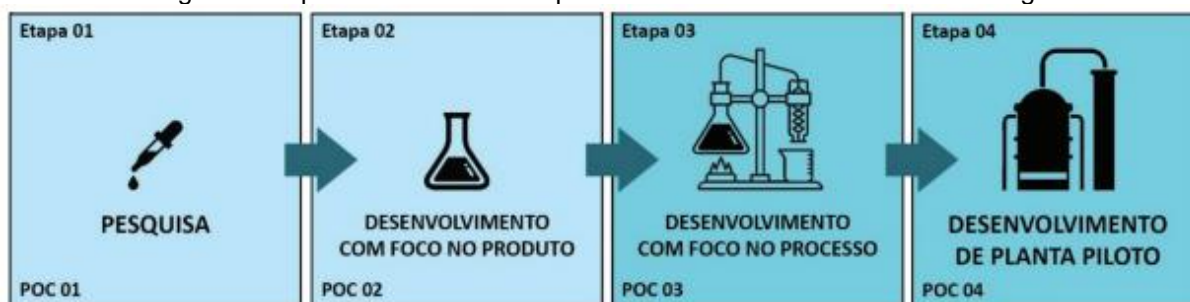 Etapa 01
PESQUISA
POC 01
Etapa 02
DESENVOLVIMENTO
COM FOCO NO PRODUTO
POC 02
Etapa 03
DESENVOLVIMENTO
COM FOCO NO PROCESSO
POC 03
Etapa 04
DESENVOLVIMENTO
DE PLANTA PILOTO
POC 04